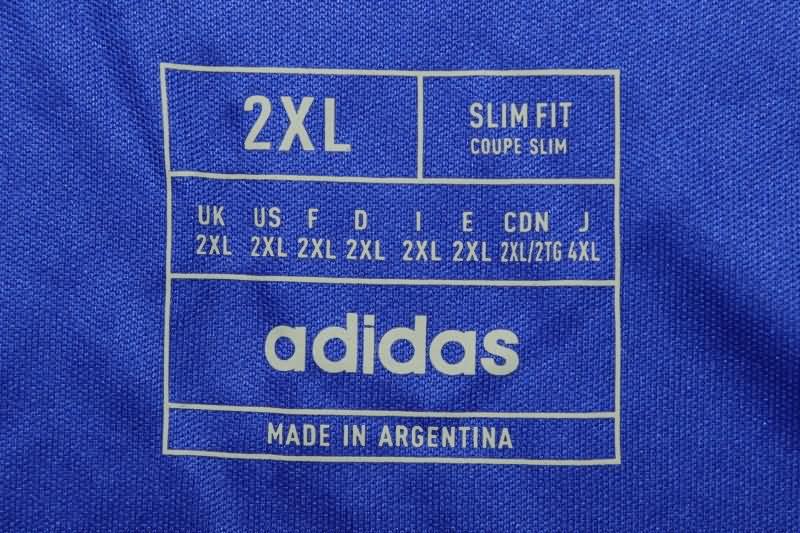 2XL
SLIM FIT
COUPE SLIM
UK US F D I E CDN J
2XL 2XL 2XL 2XL 2XL 2XL 2XL/2TG 4XL
adidas
MADE IN ARGENTINA